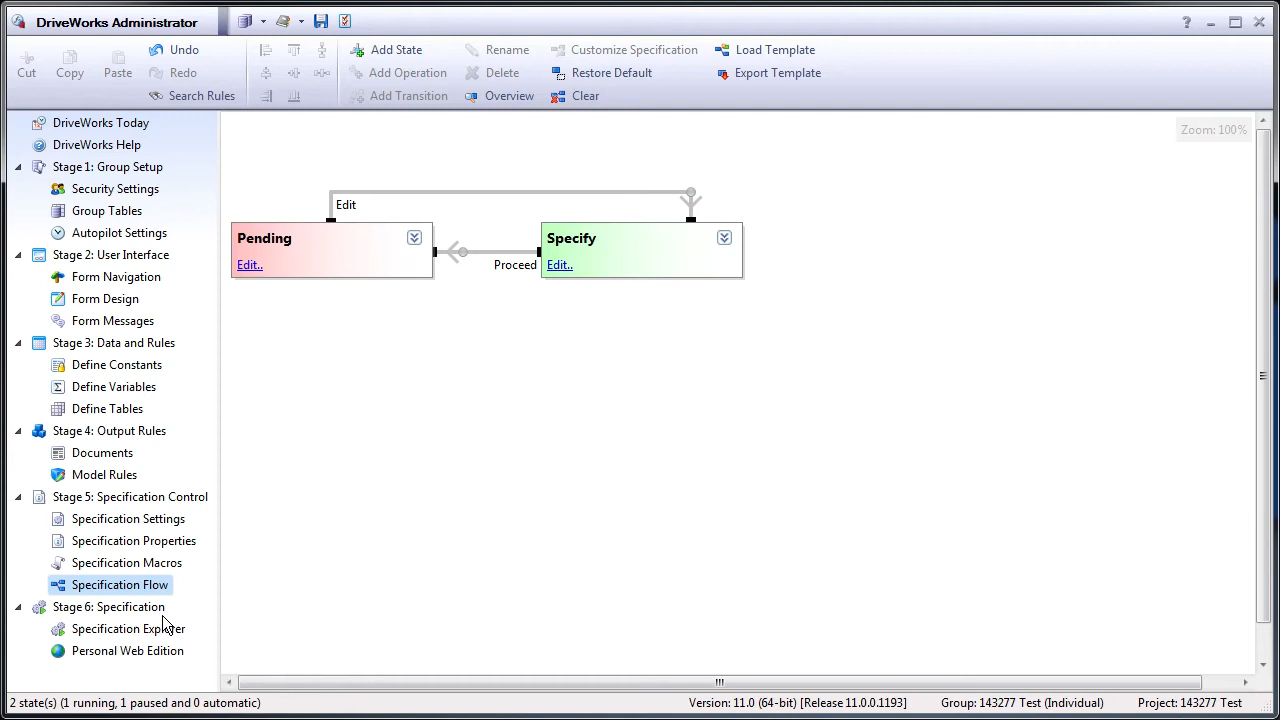 DriveWorks Administrator
Cut
Copy
Paste
Undo
Redo
Search Rules
Add State
Add Operation
Add Transition
Rename
Delete
Overview
Customize Specification
Restore Default
Clear
Load Template
Export Template
DriveWorks Today
DriveWorks Help
Stage 1: Group Setup
Security Settings
Group Tables
Autopilot Settings
Stage 2: User Interface
Form Navigation
Form Design
Form Messages
Stage 3: Data and Rules
Define Constants
Define Variables
Define Tables
Stage 4: Output Rules
Documents
Model Rules
Stage 5: Specification Control
Specification Settings
Specification Properties
Specification Macros
Specification Flow
Stage 6: Specification
Specification Explorer
Personal Web Edition
Zoom: 100%
Edit
Pending
Edit..
Proceed
Specify
Edit..
2 state(s) (1 running, 1 paused and 0 automatic)
Version: 11.0 (64-bit) [Release 11.0.0.1193]
Group: 143277 Test (Individual)
Project: 143277 Test